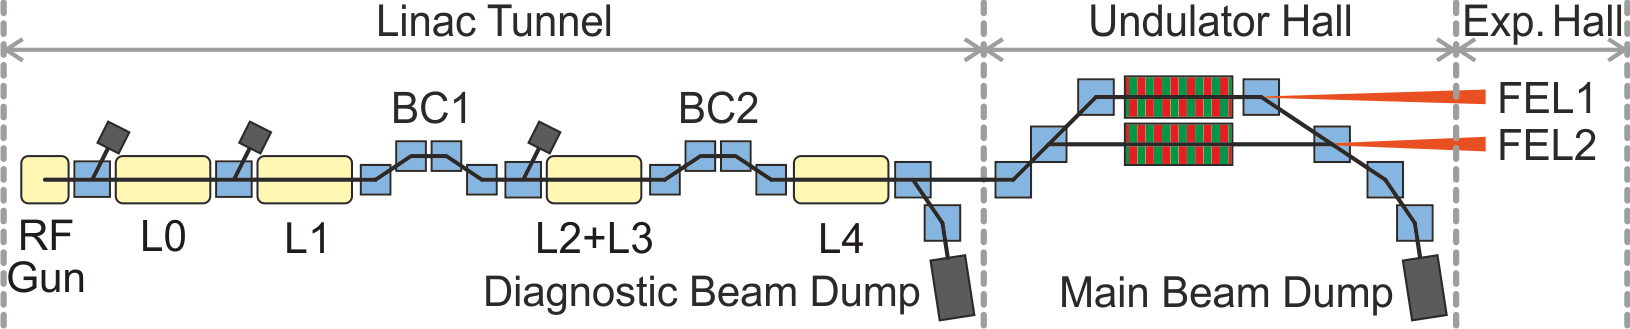 Linac Tunnel
Undulator Hall
Exp. Hall
BC1
BC2
FEL1
FEL2
RF
Gun
L0
L1
L2+L3
L4
Diagnostic Beam Dump
Main Beam Dump